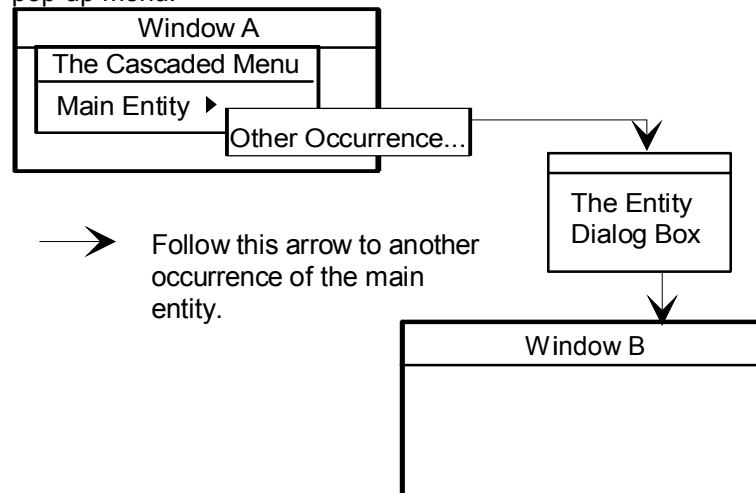 pop-up menu.
Window A
The Cascaded Menu
Main Entity
Other Occurrence...
The Entity
Dialog Box
Follow this arrow to another
occurrence of the main
entity.
Window B